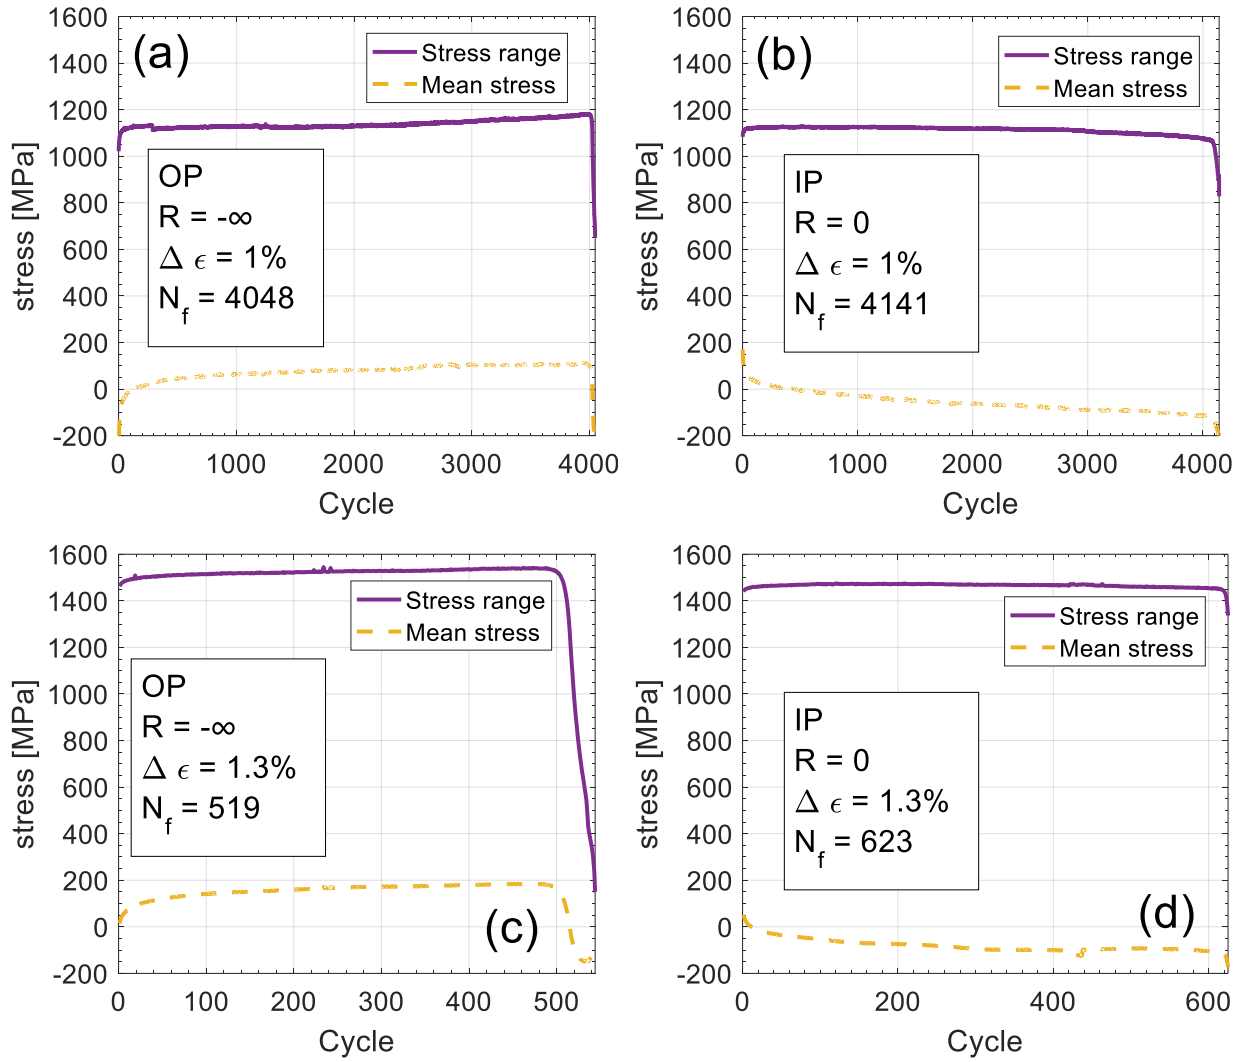 (a)
Stress range
Mean stress
OP
R = -∞
Δ ϵ = 1%
N_f = 4048
stress [MPa]
1600
1400
1200
1000
800
600
400
200
0
-200
0 1000 2000 3000 4000
Cycle
(b)
Stress range
Mean stress
IP
R = 0
Δ ϵ = 1%
N_f = 4141
stress [MPa]
1600
1400
1200
1000
800
600
400
200
0
-200
0 1000 2000 3000 4000
Cycle
Stress range
Mean stress
OP
R = -∞
Δ ϵ = 1.3%
N_f = 519
(c)
stress [MPa]
1600
1400
1200
1000
800
600
400
200
0
-200
0 100 200 300 400 500
Cycle
Stress range
Mean stress
IP
R = 0
Δ ϵ = 1.3%
N_f = 623
(d)
stress [MPa]
1600
1400
1200
1000
800
600
400
200
0
-200
0 200 400 600
Cycle